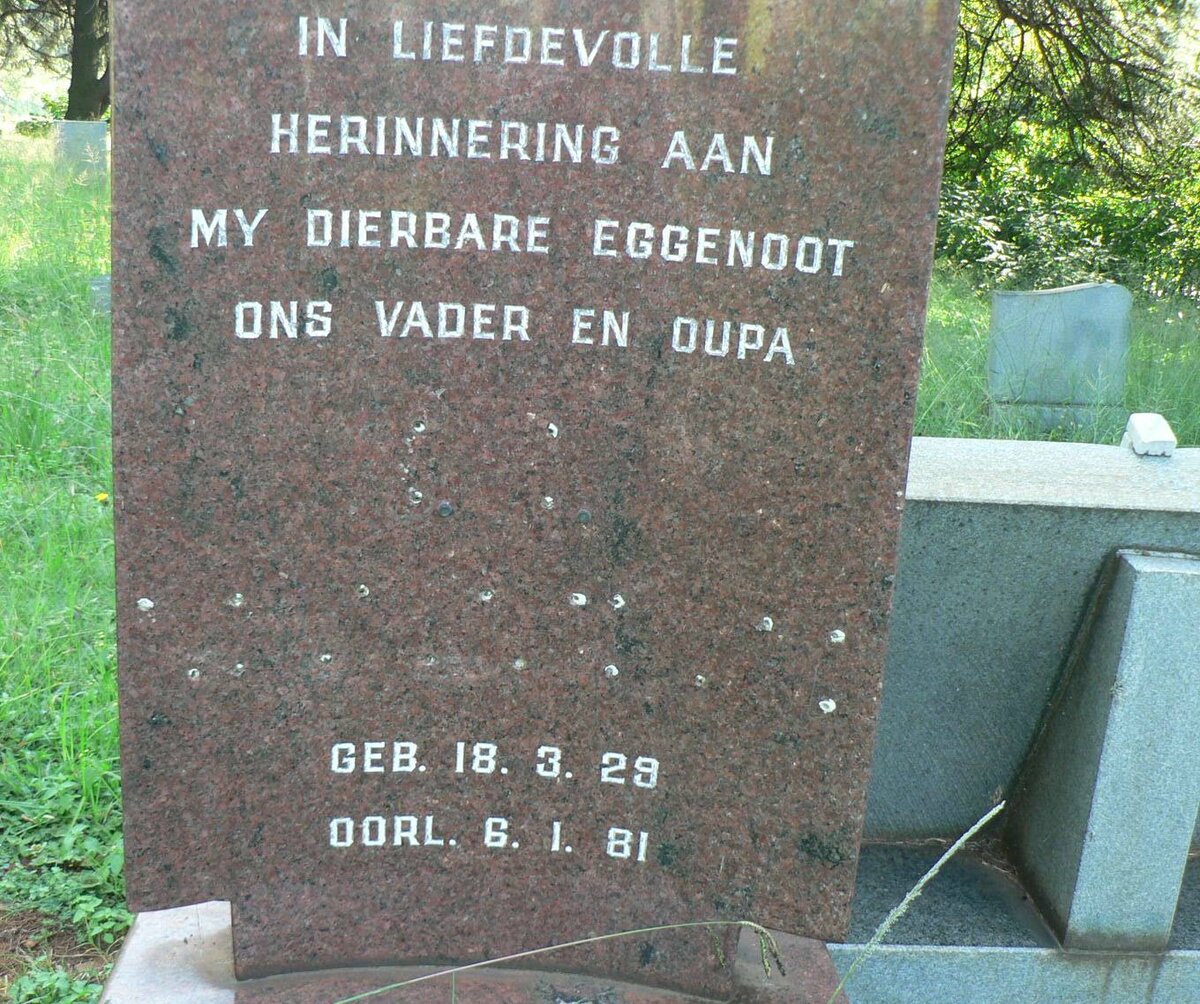 IN LIEFDEVOLLE
HERINNERING AAN
MY DIERBARE EGGENOOT
ONS VADER EN OUPA
GEB. 18. 3. 29
OORL. 6. 1. 81